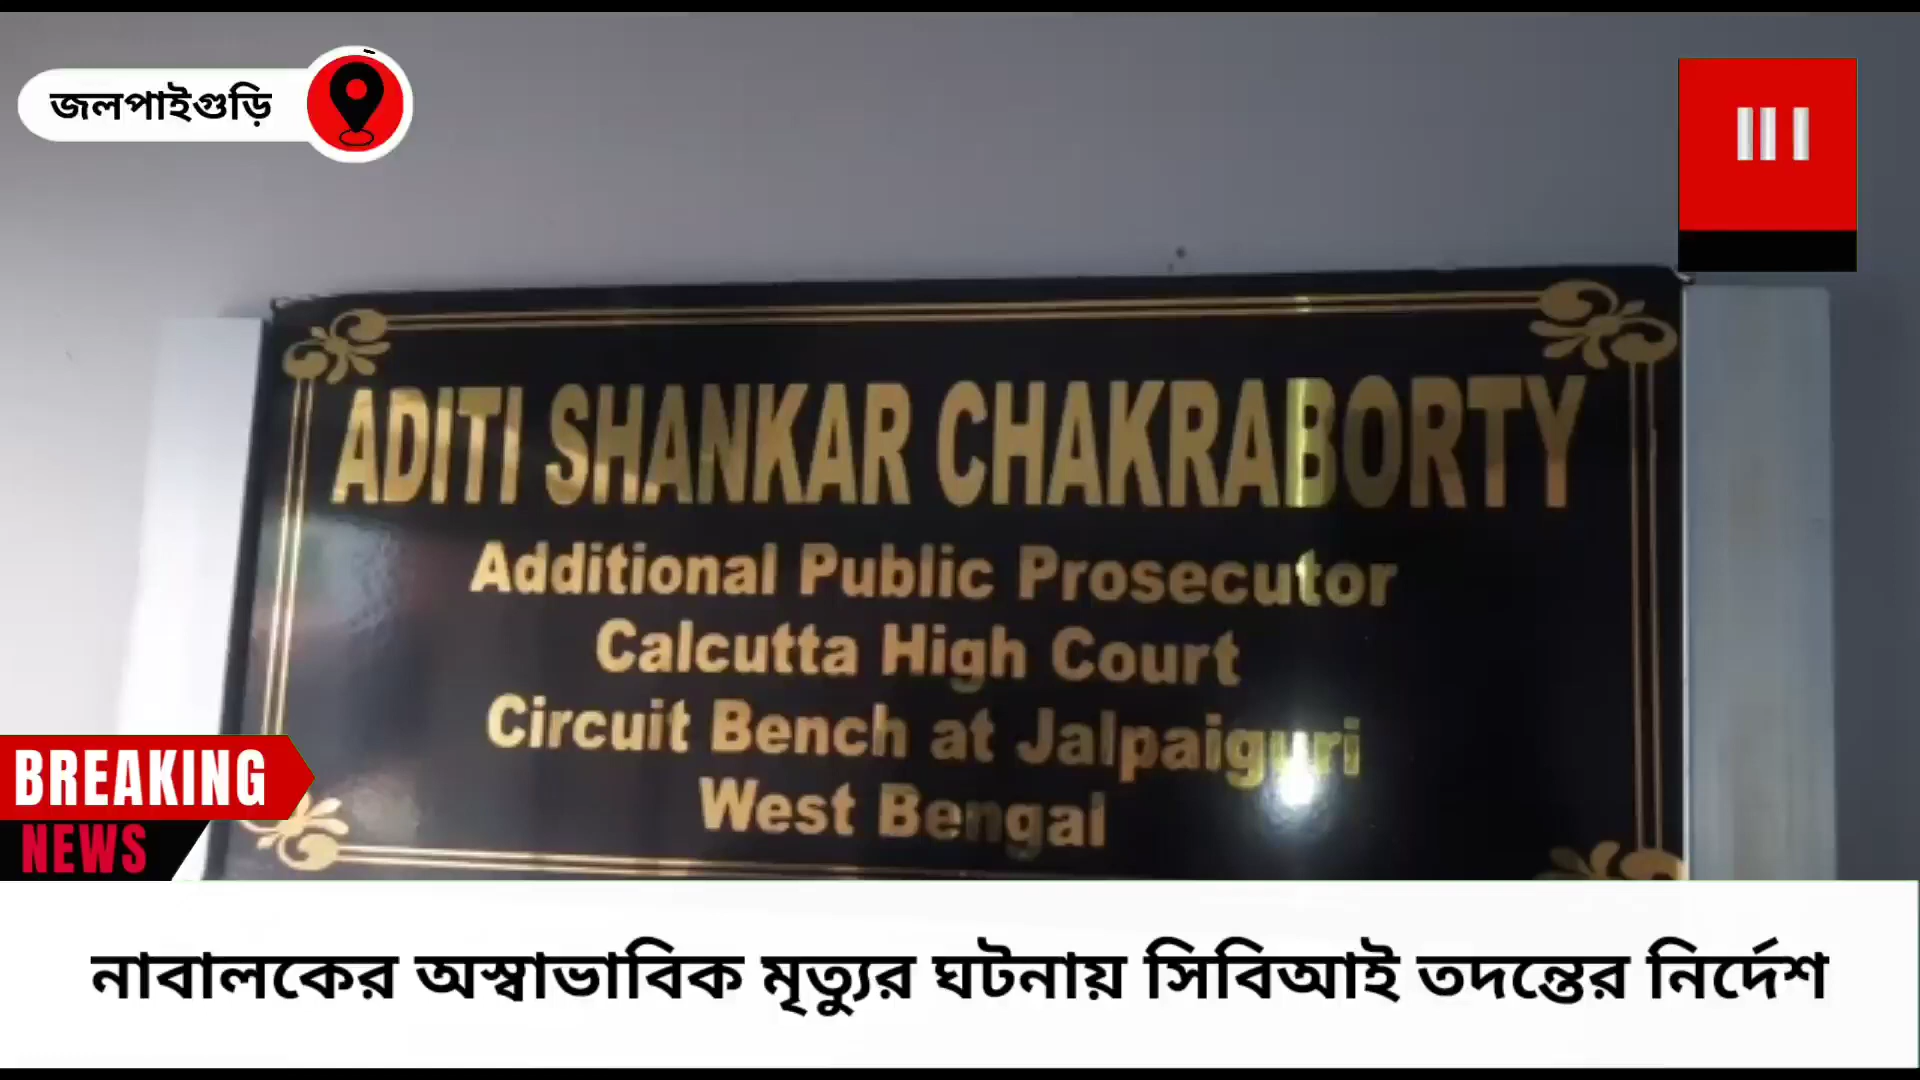 জলপাইগুড়ি
ADITI SHANKAR CHAKRABORTY
Additional Public Prosecutor
Calcutta High Court
Circuit Bench at Jalpaiguri
West Bengal
BREAKING
NEWS
নাবালকের অস্বাভাবিক মৃত্যুর ঘটনায় সিবিআই তদন্তের নির্দেশ